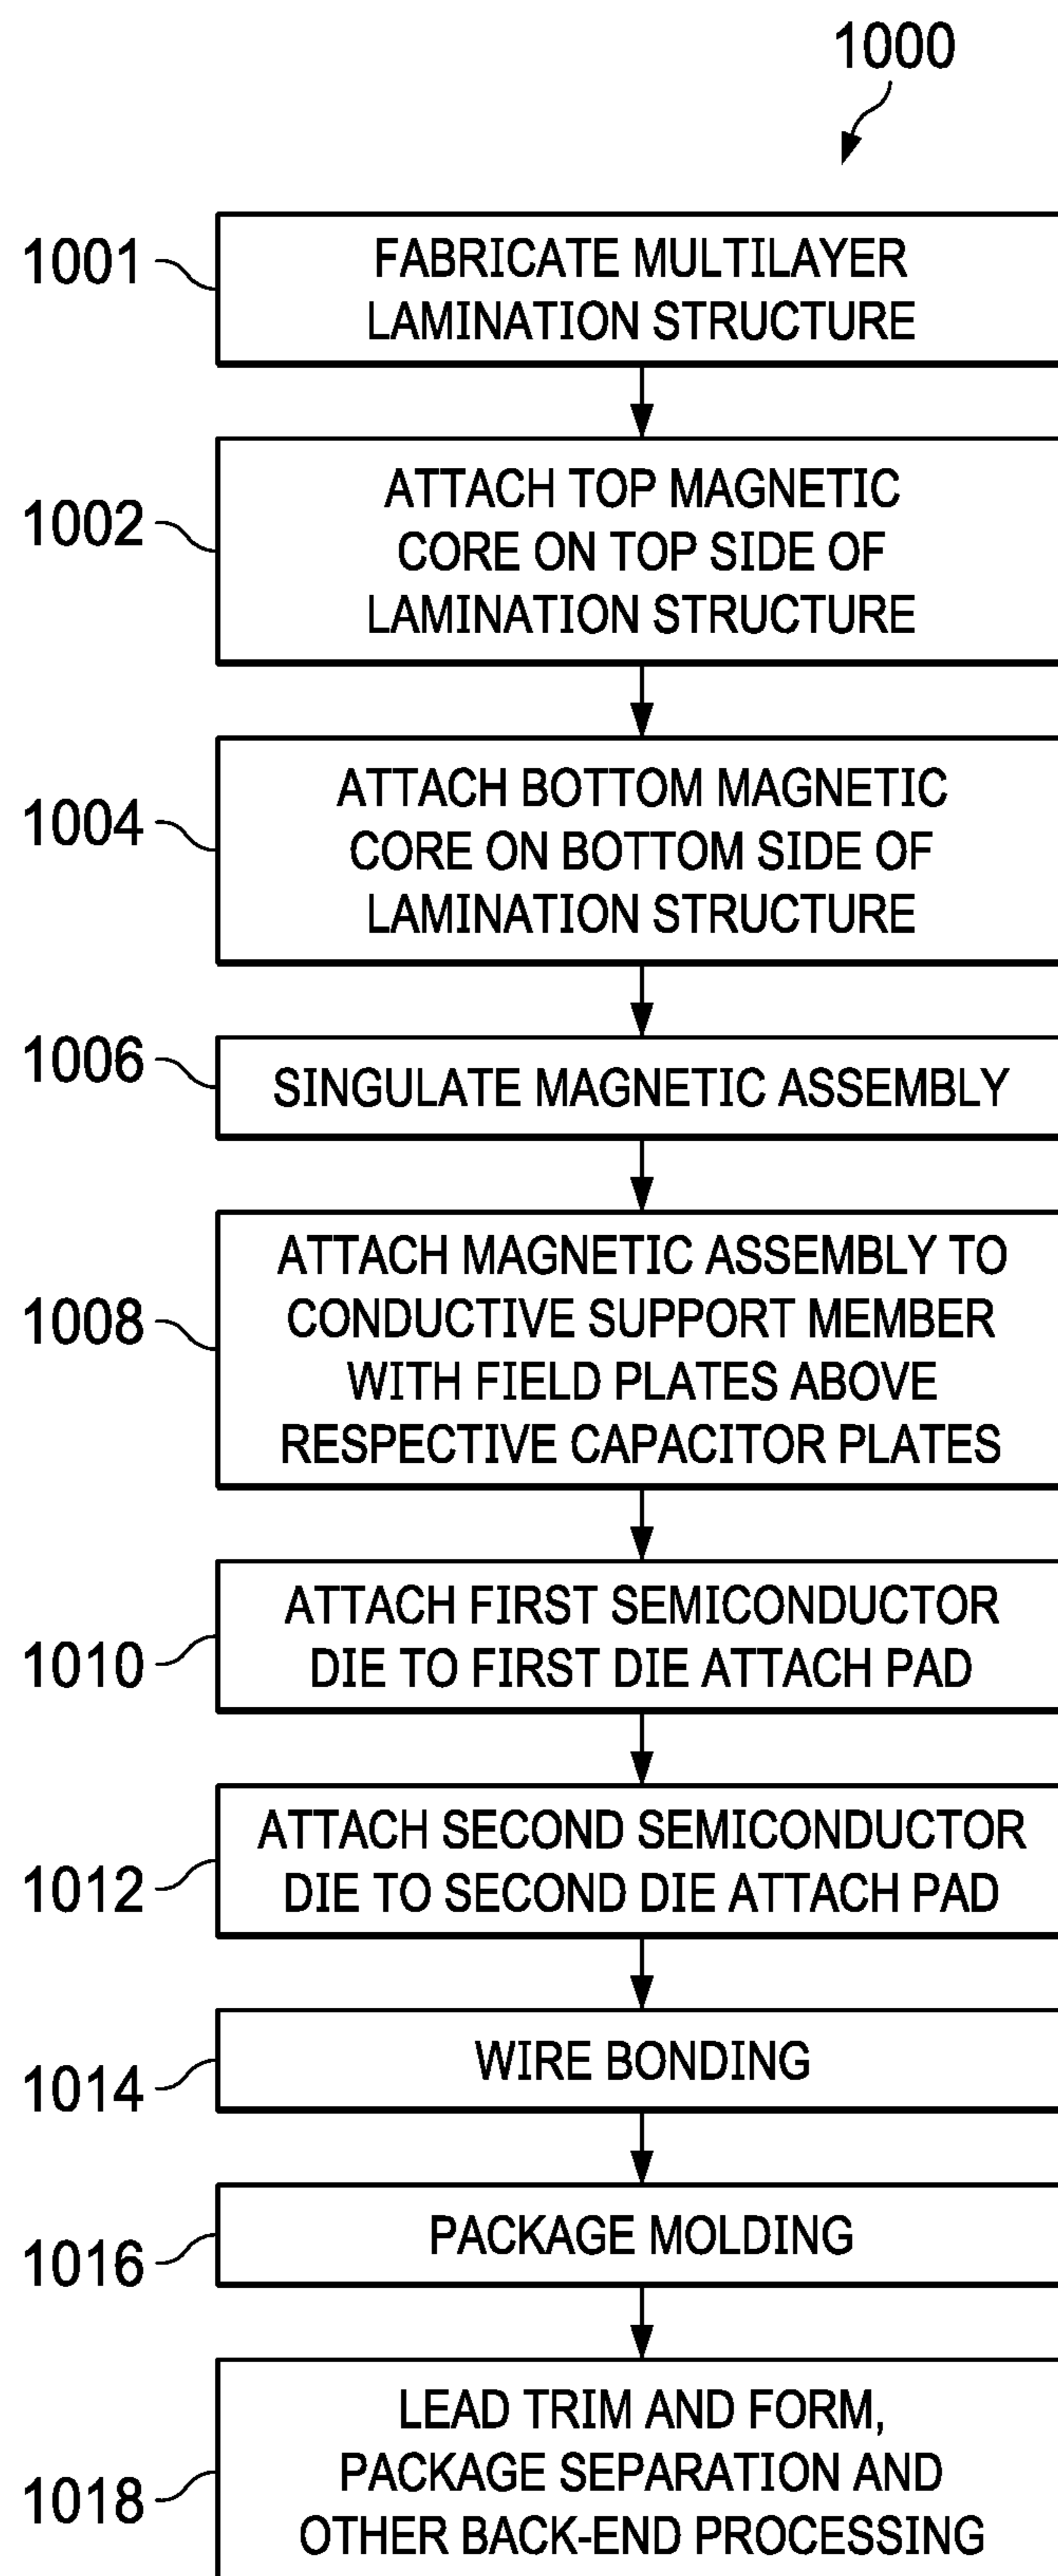 1000
1001
FABRICATE MULTILAYER
LAMINATION STRUCTURE
1002
ATTACH TOP MAGNETIC
CORE ON TOP SIDE OF
LAMINATION STRUCTURE
1004
ATTACH BOTTOM MAGNETIC
CORE ON BOTTOM SIDE OF
LAMINATION STRUCTURE
1006
SINGULATE MAGNETIC ASSEMBLY
1008
ATTACH MAGNETIC ASSEMBLY TO
CONDUCTIVE SUPPORT MEMBER
WITH FIELD PLATES ABOVE
RESPECTIVE CAPACITOR PLATES
1010
ATTACH FIRST SEMICONDUCTOR
DIE TO FIRST DIE ATTACH PAD
1012
ATTACH SECOND SEMICONDUCTOR
DIE TO SECOND DIE ATTACH PAD
1014
WIRE BONDING
1016
PACKAGE MOLDING
1018
LEAD TRIM AND FORM,
PACKAGE SEPARATION AND
OTHER BACK-END PROCESSING